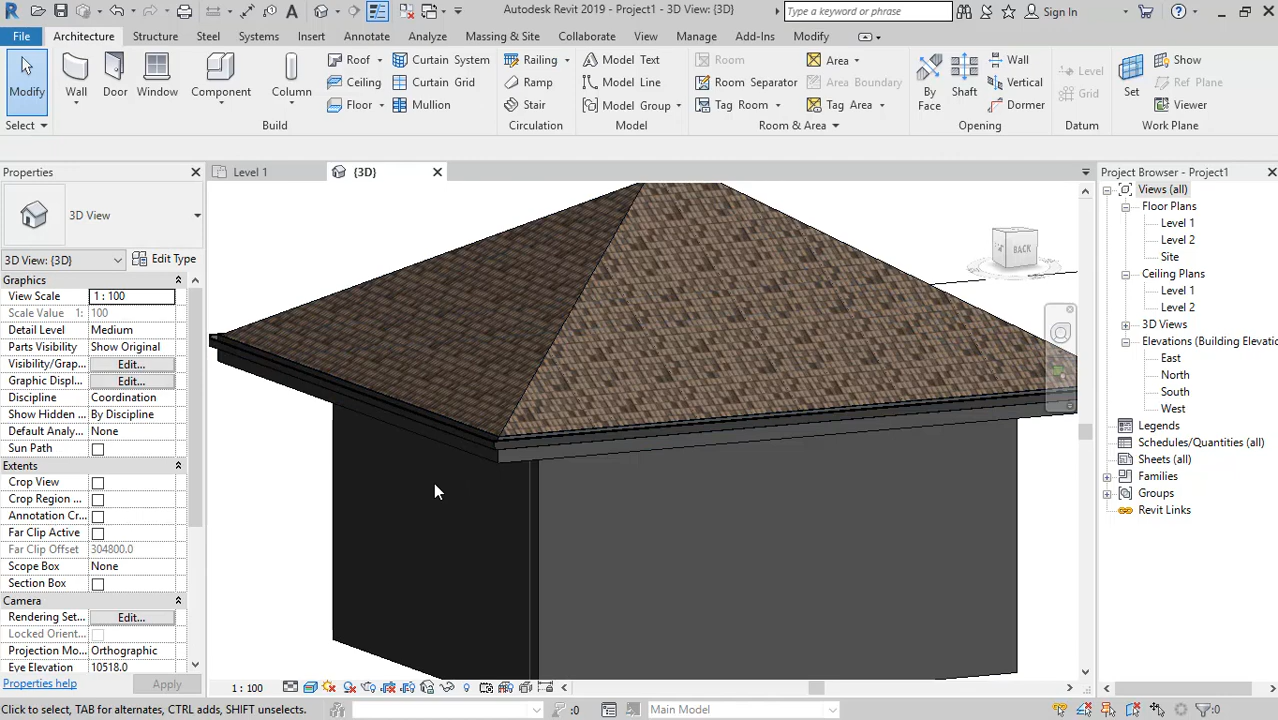 Autodesk Revit 2019 - Project1 - 3D View: {3D}
Type a keyword or phrase
Sign In
File Architecture Structure Steel Systems Insert Annotate Analyze Massing & Site Collaborate View Manage Add-Ins Modify
Modify
Wall
Door
Window
Component
Column
Roof
Ceiling
Floor
Curtain System
Curtain Grid
Mullion
Railing
Ramp
Stair
Model Text
Model Line
Model Group
Room
Room Separator
Tag Room
Area
Area Boundary
Tag Area
By Face
Shaft
Wall
Vertical
Dormer
Level
Grid
Set
Show
Ref Plane
Viewer
Select Build Circulation Model Room & Area Opening Datum Work Plane
Properties
Level 1
{3D}
Project Browser - Project1
3D View
3D View: {3D}
Edit Type
Graphics
View Scale 1 : 100
Scale Value 1: 100
Detail Level Medium
Parts Visibility Show Original
Visibility/Grap... Edit...
Graphic Displ... Edit...
Discipline Coordination
Show Hidden ... By Discipline
Default Analy... None
Sun Path
Extents
Crop View
Crop Region ...
Annotation Cr...
Far Clip Active
Far Clip Offset 304800.0
Scope Box None
Section Box
Camera
Rendering Set... Edit...
Locked Orient...
Projection Mo... Orthographic
Eye Elevation 10518.0
Properties help
Apply
BACK
Views (all)
Floor Plans
Level 1
Level 2
Site
Ceiling Plans
Level 1
Level 2
3D Views
Elevations (Building Elevatio
East
North
South
West
Legends
Schedules/Quantities (all)
Sheets (all)
Families
Groups
Revit Links
1 : 100
Click to select, TAB for alternates, CTRL adds, SHIFT unselects.
:0
Main Model
:0